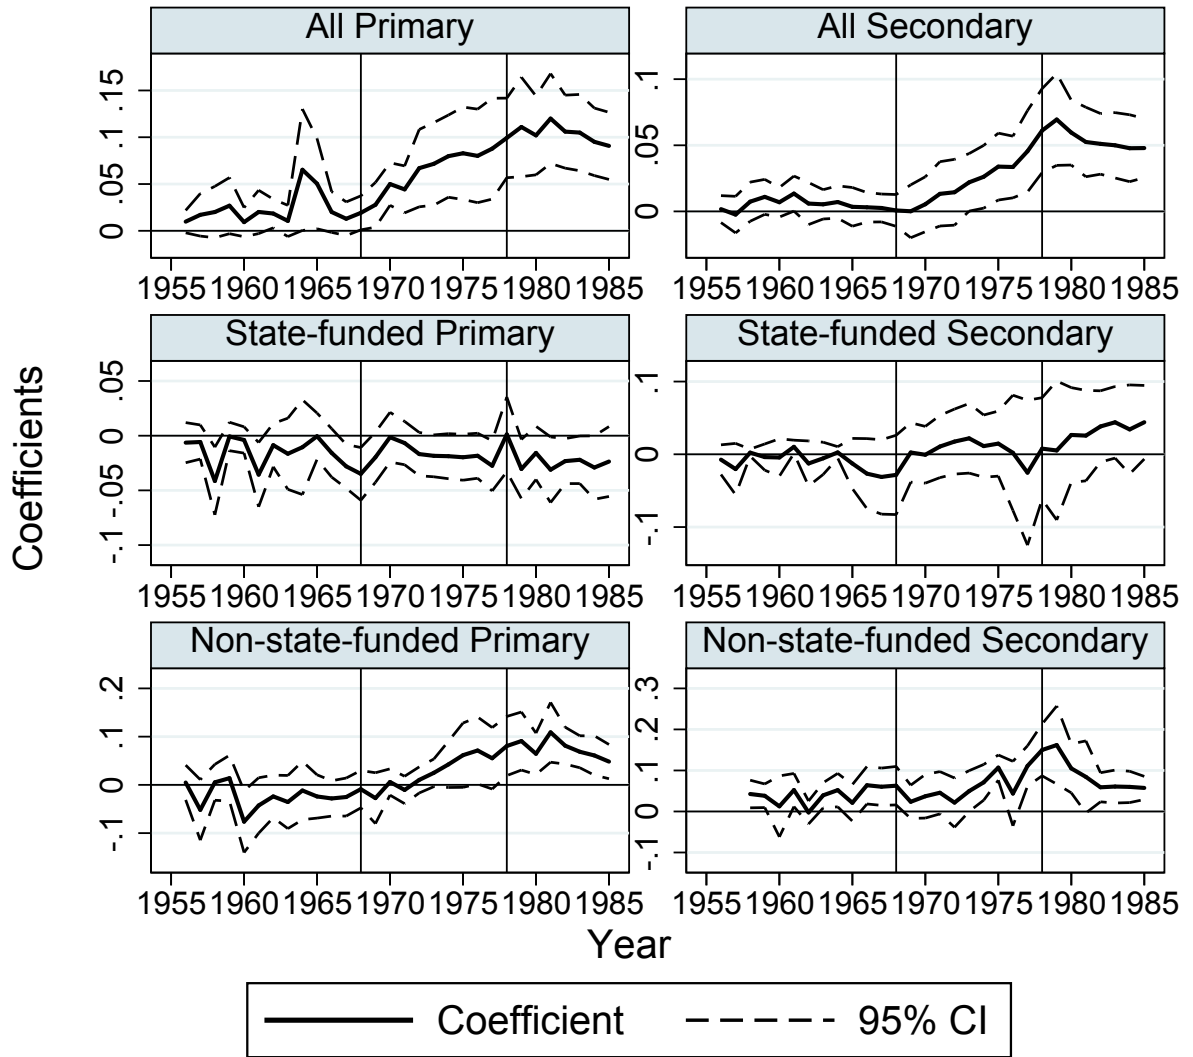 All Primary
All Secondary
.15
.1
.05
0
.1
.05
0
1955 1960 1965 1970 1975 1980 1985
1955 1960 1965 1970 1975 1980 1985
State-funded Primary
State-funded Secondary
.05
0
-.05
-.1
.1
0
-.1
1955 1960 1965 1970 1975 1980 1985
1955 1960 1965 1970 1975 1980 1985
Non-state-funded Primary
Non-state-funded Secondary
.2
.1
0
-.1
.3
.2
.1
0
-.1
1955 1960 1965 1970 1975 1980 1985
1955 1960 1965 1970 1975 1980 1985
Coefficients
Year
Coefficient
95% CI